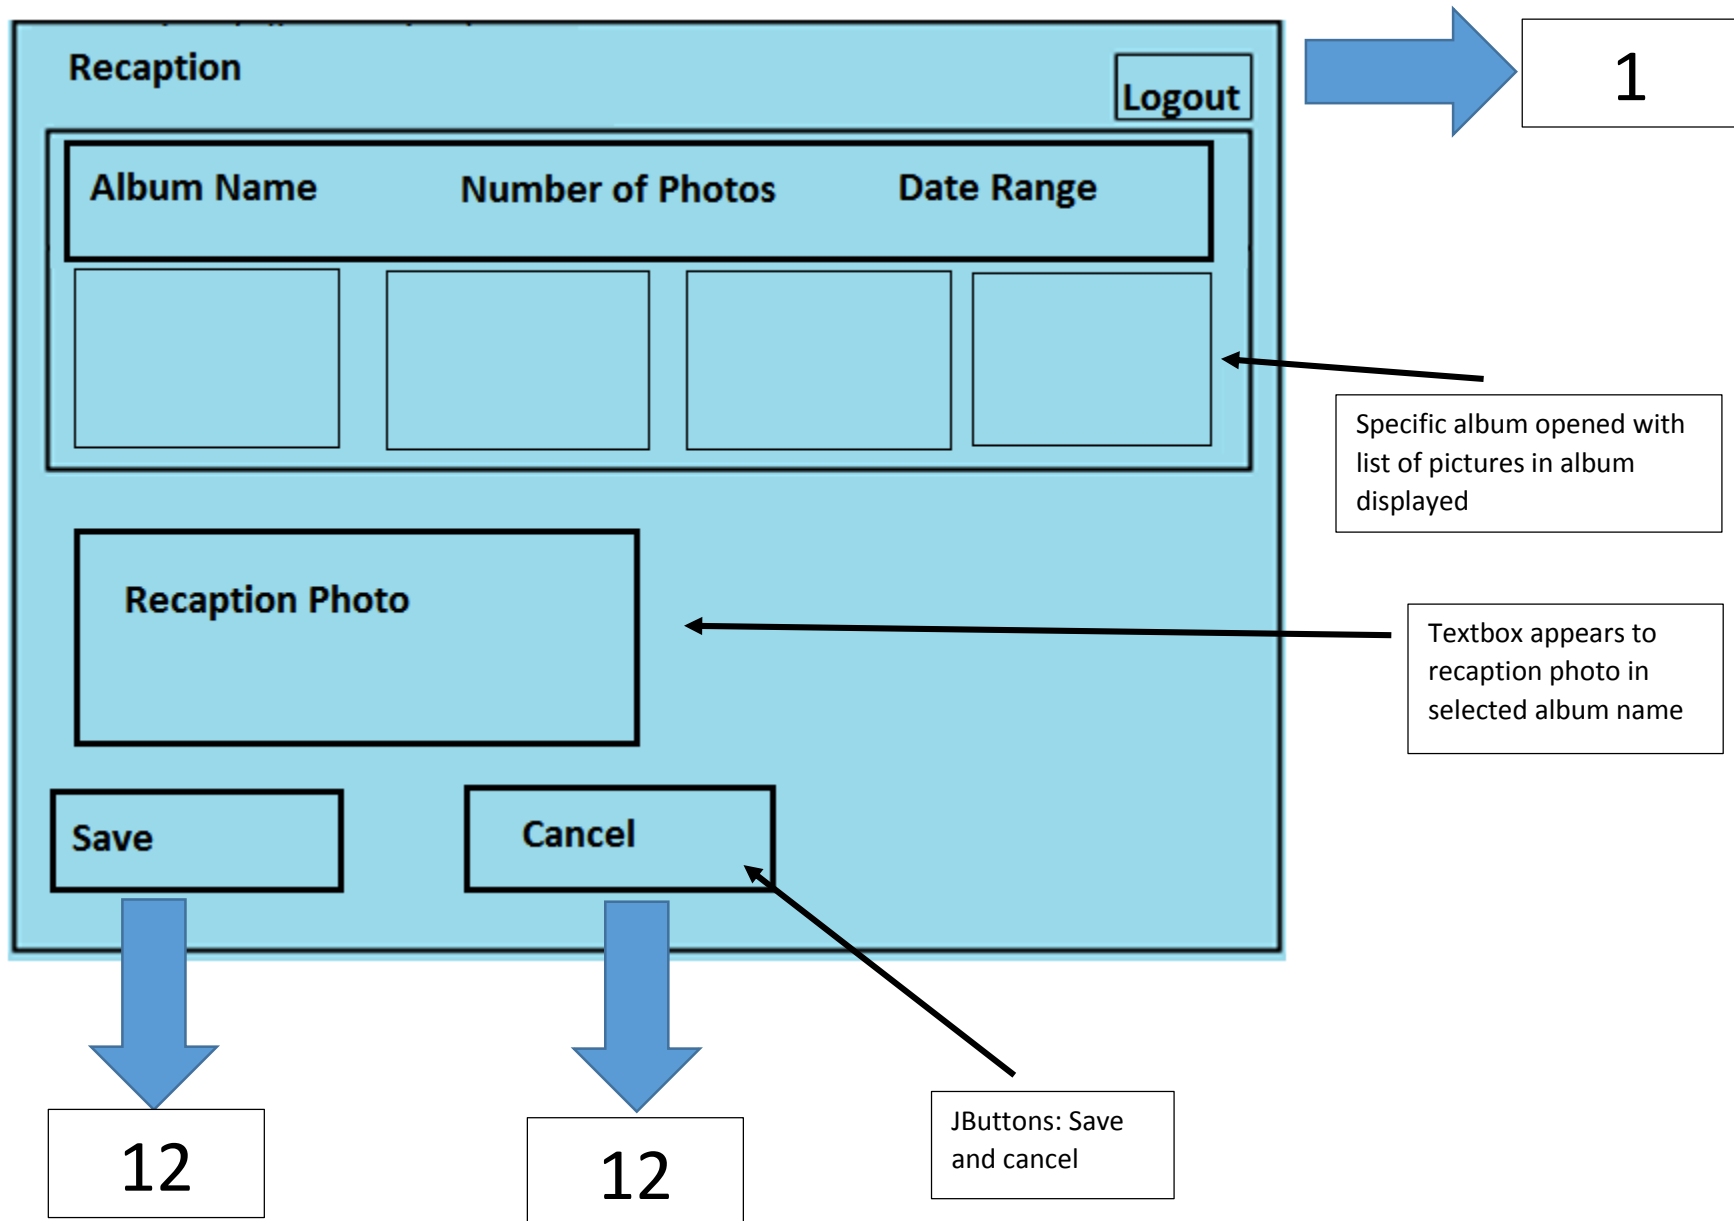 Recaption
Logout
1
Album Name
Number of Photos
Date Range
Specific album opened with
list of pictures in album
displayed
Recaption Photo
Textbox appears to
recaption photo in
selected album name
Save
Cancel
12
12
JButtons: Save
and cancel